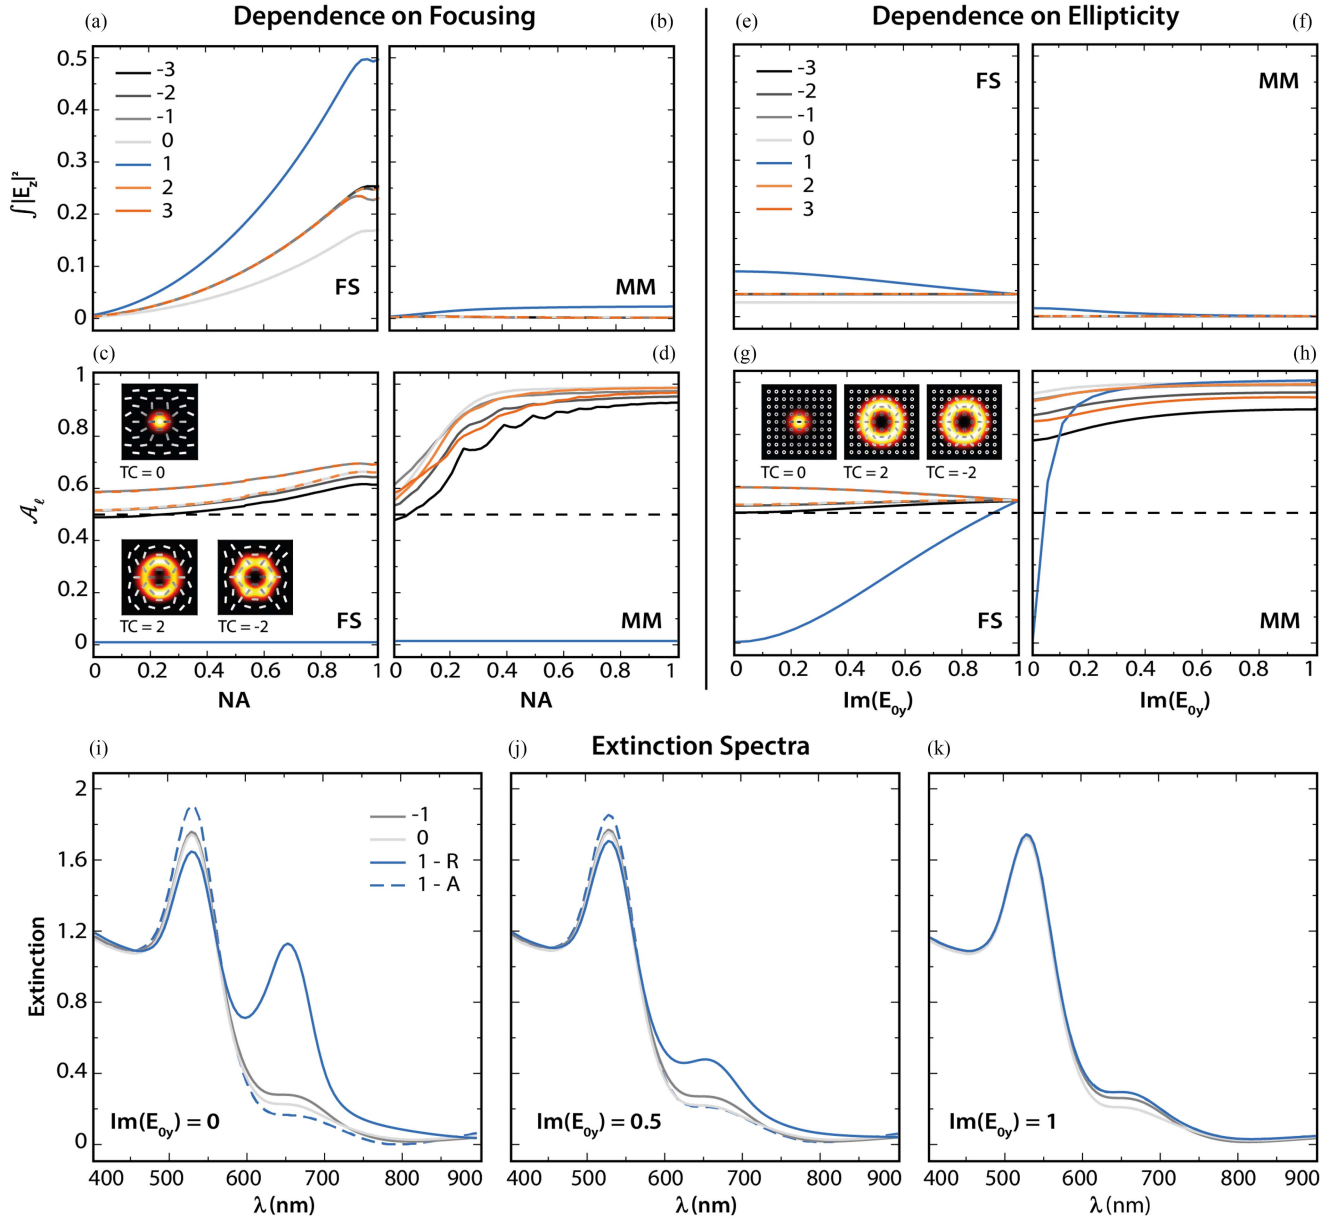 Dependence on Focusing
Dependence on Ellipticity
(a)
(b)
(e)
(f)
0.5
0.4
0.3
0.2
0.1
0
∫|E_z|²
-3
-2
-1
0
1
2
3
FS
MM
-3
-2
-1
0
1
2
3
FS
MM
(c)
(d)
(g)
(h)
1
0.8
0.6
0.4
0.2
0
𝒜_ℓ
TC = 0
TC = 2
TC = -2
FS
MM
TC = 0
TC = 2
TC = -2
FS
MM
0 0.2 0.4 0.6 0.8 1
0 0.2 0.4 0.6 0.8 1
0 0.2 0.4 0.6 0.8 1
0 0.2 0.4 0.6 0.8 1
NA
NA
Im(E_0y)
Im(E_0y)
(i)
(j)
Extinction Spectra
(k)
2
1.6
1.2
0.8
0.4
0
Extinction
-1
0
1 - R
1 - A
Im(E_0y) = 0
Im(E_0y) = 0.5
Im(E_0y) = 1
400 500 600 700 800 900
400 500 600 700 800 900
400 500 600 700 800 900
λ (nm)
λ (nm)
λ (nm)